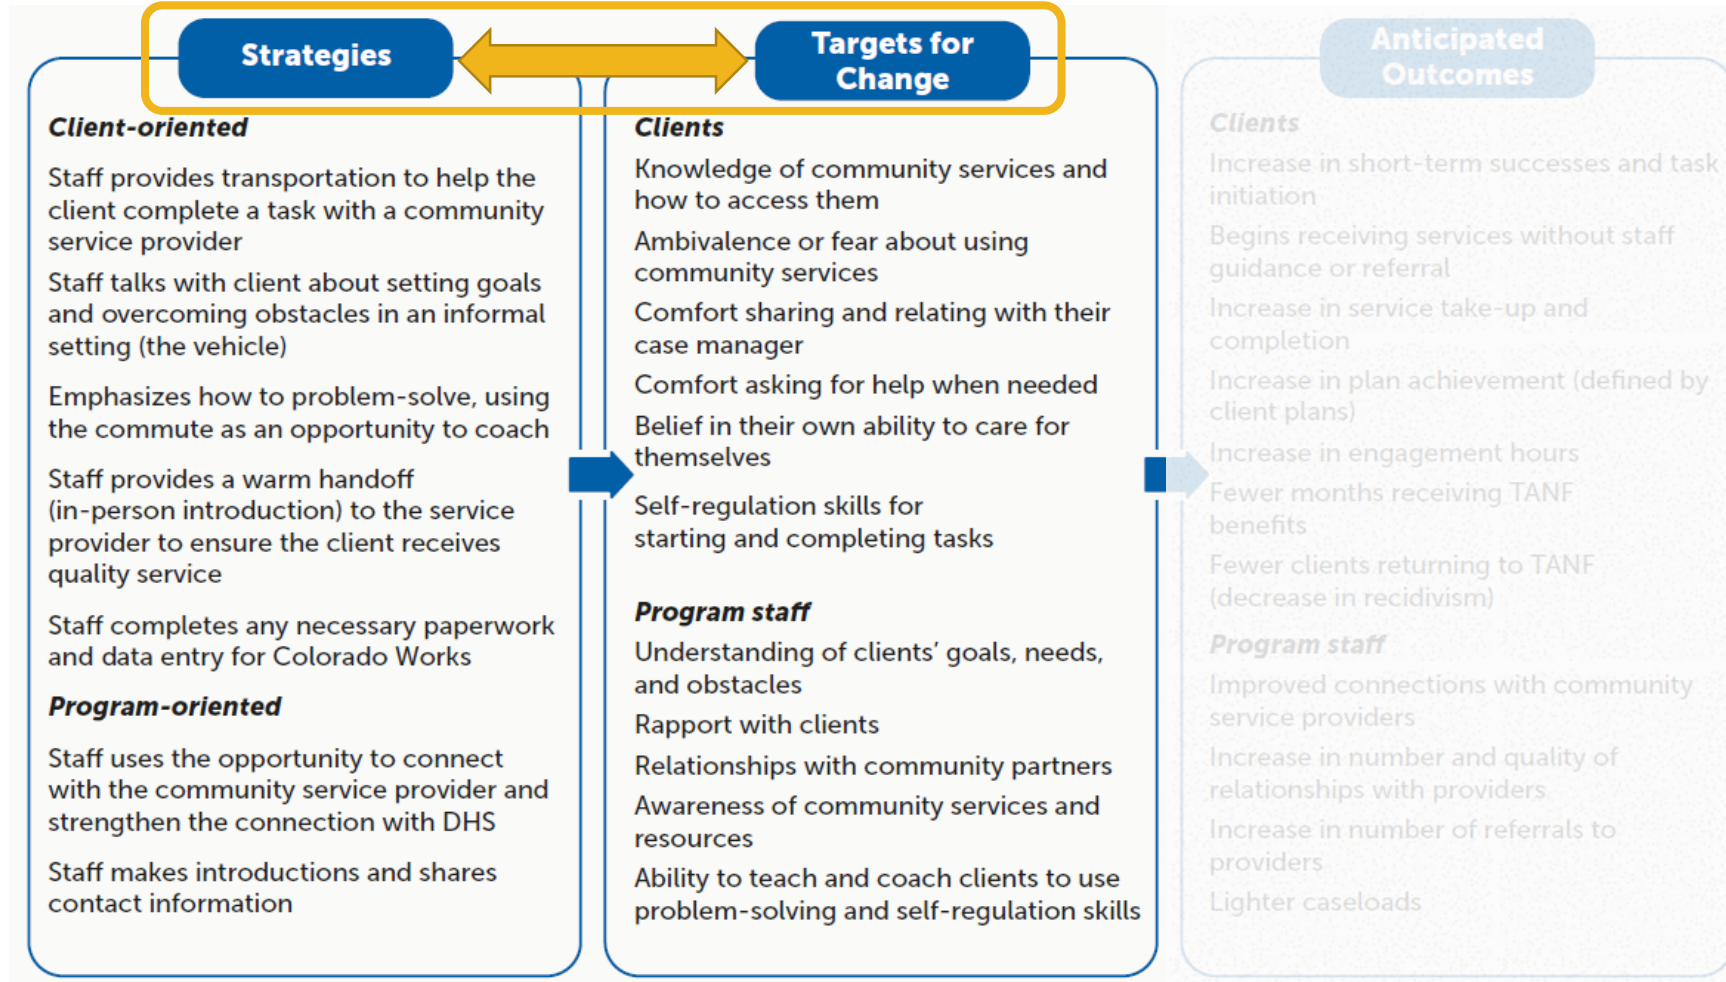 Strategies
Client-oriented
Staff provides transportation to help the
client complete a task with a community
service provider
Staff talks with client about setting goals
and overcoming obstacles in an informal
setting (the vehicle)
Emphasizes how to problem-solve, using
the commute as an opportunity to coach
Staff provides a warm handoff
(in-person introduction) to the service
provider to ensure the client receives
quality service
Staff completes any necessary paperwork
and data entry for Colorado Works
Program-oriented
Staff uses the opportunity to connect
with the community service provider and
strengthen the connection with DHS
Staff makes introductions and shares
contact information
Targets for
Change
Clients
Knowledge of community services and
how to access them
Ambivalence or fear about using
community services
Comfort sharing and relating with their
case manager
Comfort asking for help when needed
Belief in their own ability to care for
themselves
Self-regulation skills for
starting and completing tasks
Program staff
Understanding of clients’ goals, needs,
and obstacles
Rapport with clients
Relationships with community partners
Awareness of community services and
resources
Ability to teach and coach clients to use
problem-solving and self-regulation skills
Anticipated
Outcomes
Clients
Increase in short-term successes and task
initiation
Begins receiving services without staff
guidance or referral
Increase in service take-up and
completion
Increase in plan achievement (defined by
client plans)
Increase in engagement hours
Fewer months receiving TANF
benefits
Fewer clients returning to TANF
(decrease in recidivism)
Program staff
Improved connections with community
service providers
Increase in number and quality of
relationships with providers
Increase in number of referrals to
providers
Lighter caseloads